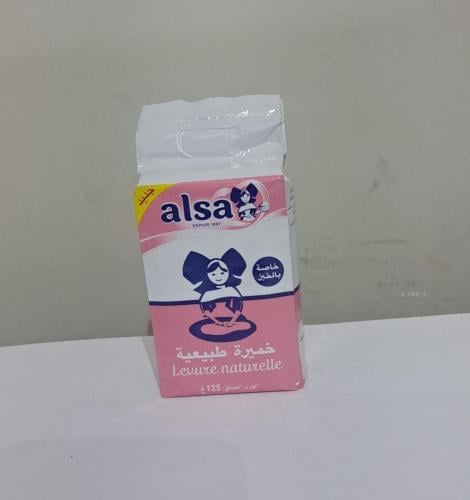 جديد
alsa
DEPUIS 1897
خاصة
بالخبز
خميرة طبيعية
Levure naturelle
الوزن الصافي: 125 غ